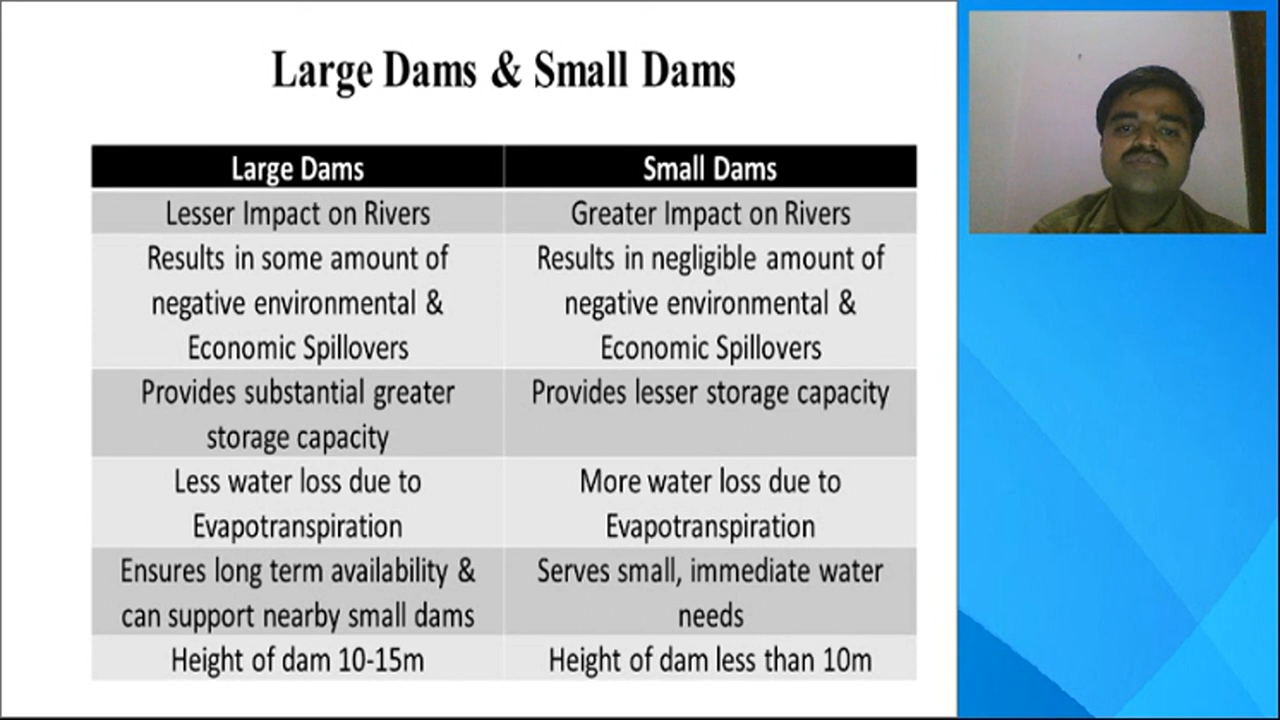 Large Dams & Small Dams
Large Dams
Small Dams
Lesser Impact on Rivers
Greater Impact on Rivers
Results in some amount of
negative environmental &
Economic Spillovers
Results in negligible amount of
negative environmental &
Economic Spillovers
Provides substantial greater
storage capacity
Provides lesser storage capacity
Less water loss due to
Evapotranspiration
More water loss due to
Evapotranspiration
Ensures long term availability &
can support nearby small dams
Serves small, immediate water
needs
Height of dam 10-15m
Height of dam less than 10m